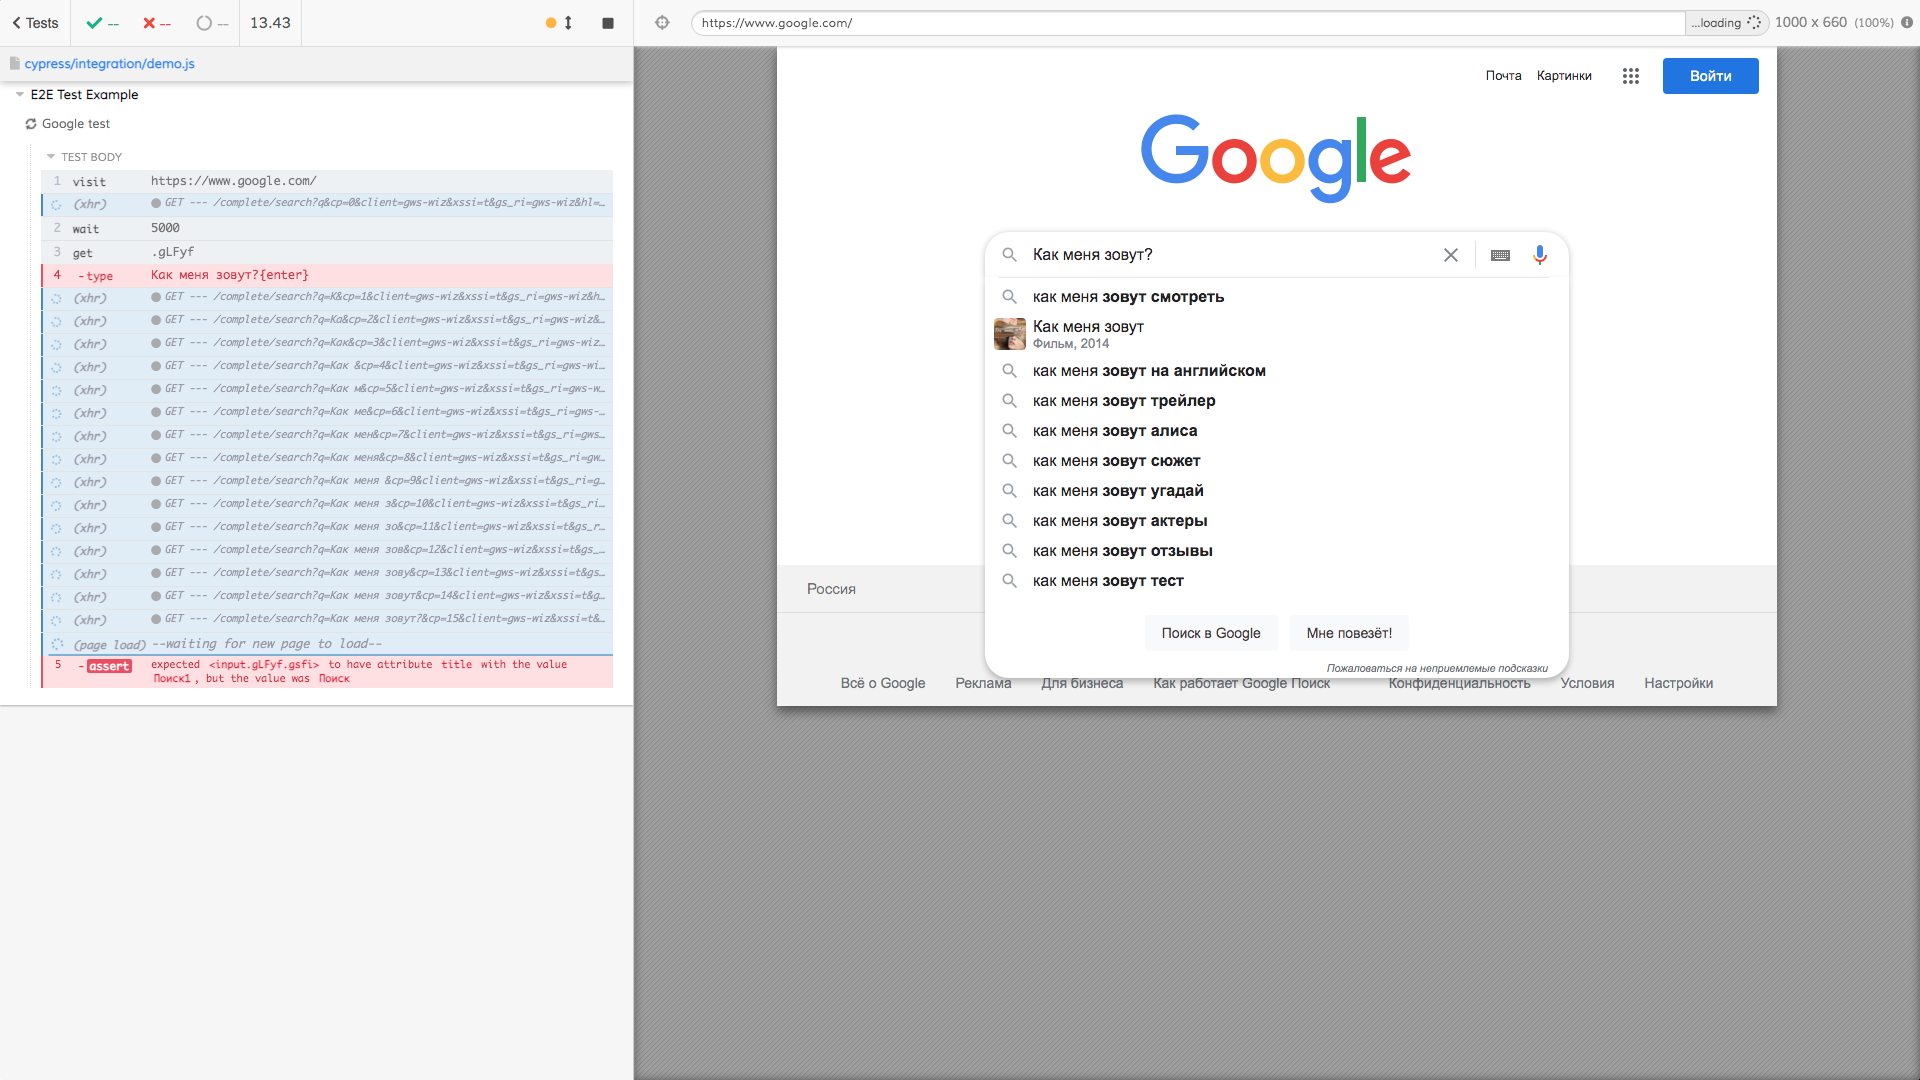 Tests -- -- -- 13.43
https://www.google.com/ ...loading 1000 x 660 (100%)
cypress/integration/demo.js
E2E Test Example
Google test
TEST BODY
1 visit https://www.google.com/
(xhr) GET --- /complete/search?q&cp=0&client=gws-wiz&xssi=t&gs_ri=gws-wiz&hl=…
2 wait 5000
3 get .gLFyf
4 -type Как меня зовут?{enter}
(xhr) GET --- /complete/search?q=К&cp=1&client=gws-wiz&xssi=t&gs_ri=gws-wiz&h…
(xhr) GET --- /complete/search?q=Ка&cp=2&client=gws-wiz&xssi=t&gs_ri=gws-wiz&…
(xhr) GET --- /complete/search?q=Как&cp=3&client=gws-wiz&xssi=t&gs_ri=gws-wiz…
(xhr) GET --- /complete/search?q=Как &cp=4&client=gws-wiz&xssi=t&gs_ri=gws-wi…
(xhr) GET --- /complete/search?q=Как м&cp=5&client=gws-wiz&xssi=t&gs_ri=gws-w…
(xhr) GET --- /complete/search?q=Как ме&cp=6&client=gws-wiz&xssi=t&gs_ri=gws-…
(xhr) GET --- /complete/search?q=Как мен&cp=7&client=gws-wiz&xssi=t&gs_ri=gws…
(xhr) GET --- /complete/search?q=Как меня&cp=8&client=gws-wiz&xssi=t&gs_ri=gw…
(xhr) GET --- /complete/search?q=Как меня &cp=9&client=gws-wiz&xssi=t&gs_ri=g…
(xhr) GET --- /complete/search?q=Как меня з&cp=10&client=gws-wiz&xssi=t&gs_ri…
(xhr) GET --- /complete/search?q=Как меня зо&cp=11&client=gws-wiz&xssi=t&gs_r…
(xhr) GET --- /complete/search?q=Как меня зов&cp=12&client=gws-wiz&xssi=t&gs_…
(xhr) GET --- /complete/search?q=Как меня зову&cp=13&client=gws-wiz&xssi=t&gs…
(xhr) GET --- /complete/search?q=Как меня зовут&cp=14&client=gws-wiz&xssi=t&g…
(xhr) GET --- /complete/search?q=Как меня зовут?&cp=15&client=gws-wiz&xssi=t&…
(page load) --waiting for new page to load--
5 -assert expected <input.gLFyf.gsfi> to have attribute title with the value
Поиск1, but the value was Поиск
Почта Картинки Войти
Google
Как меня зовут?
как меня зовут смотреть
Как меня зовут
Фильм, 2014
как меня зовут на английском
как меня зовут трейлер
как меня зовут алиса
как меня зовут сюжет
как меня зовут угадай
как меня зовут актеры
как меня зовут отзывы
как меня зовут тест
Россия
Поиск в Google Мне повезёт!
Пожаловаться на неприемлемые подсказки
Всё о Google Реклама Для бизнеса Как работает Google Поиск Конфиденциальность Условия Настройки